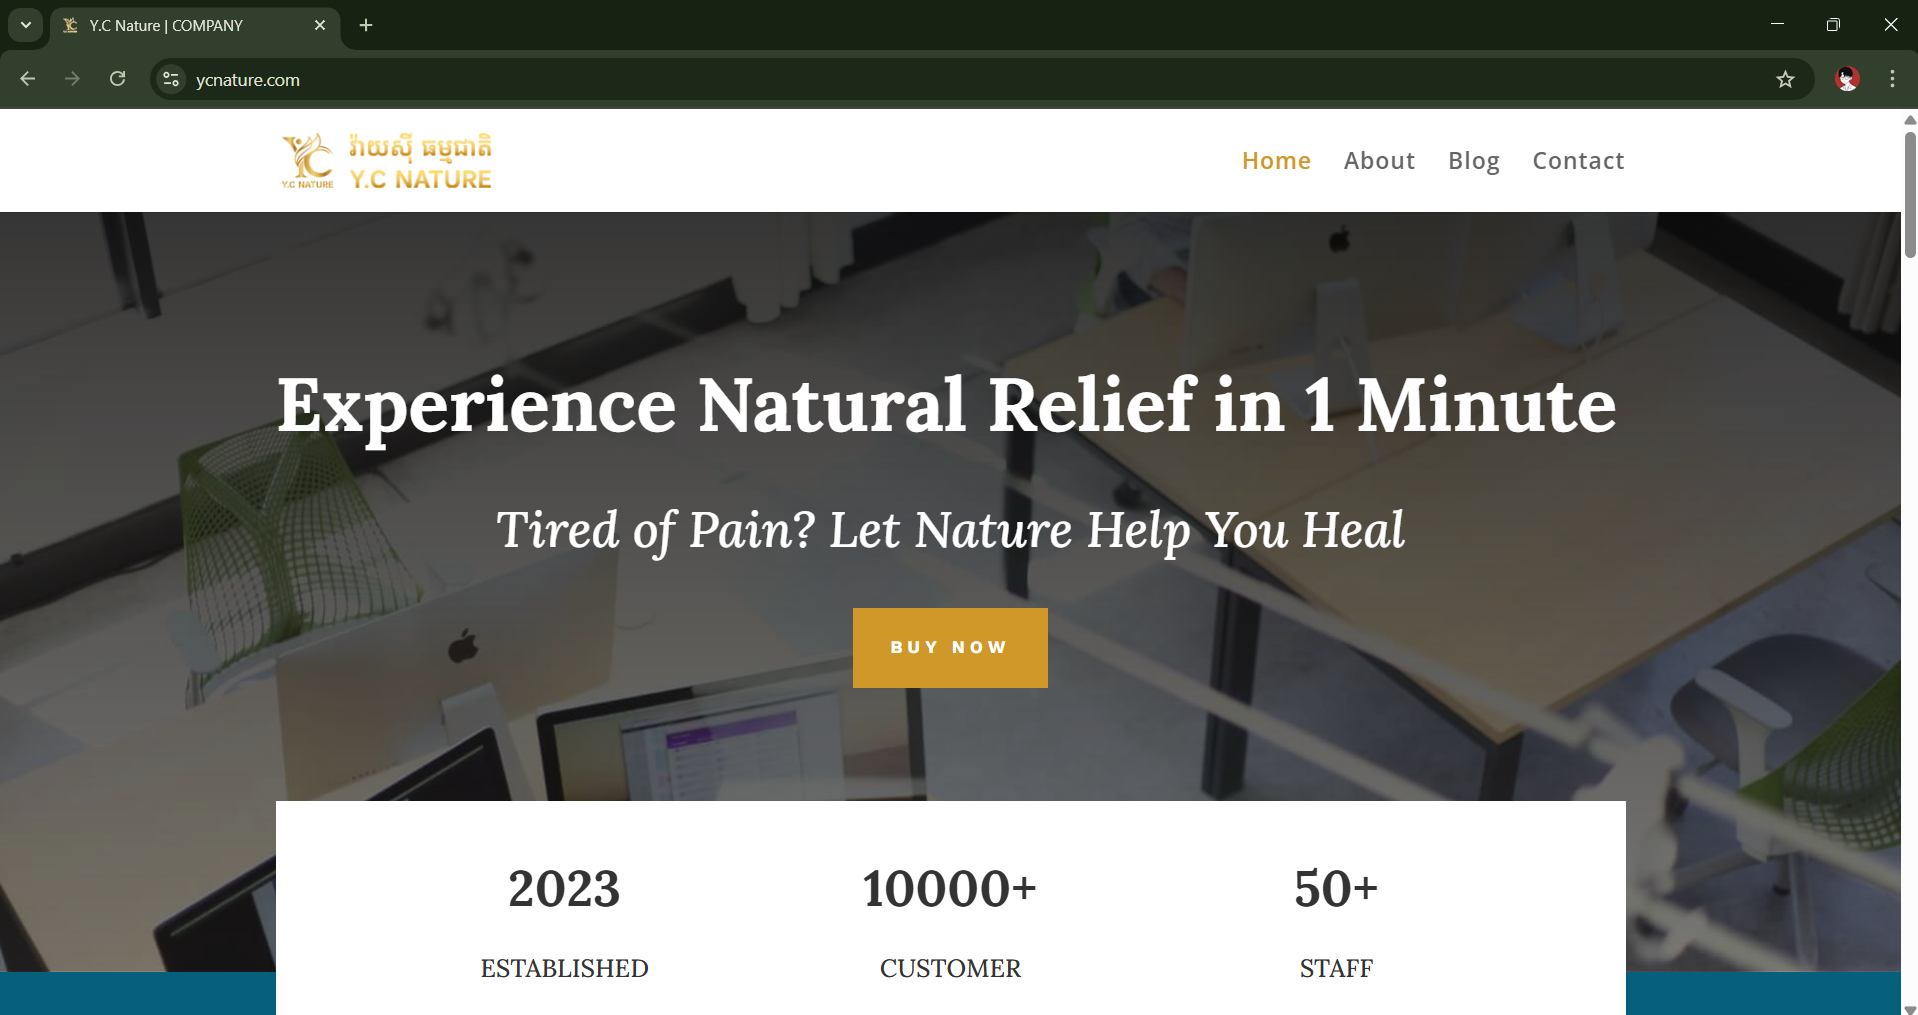 Y.C Nature | COMPANY
ycnature.com
Y.C NATURE
វ៉ាយស៊ី ធម្មជាតិ
Y.C NATURE
Home About Blog Contact
Experience Natural Relief in 1 Minute
Tired of Pain? Let Nature Help You Heal
BUY NOW
2023 10000+ 50+
ESTABLISHED CUSTOMER STAFF